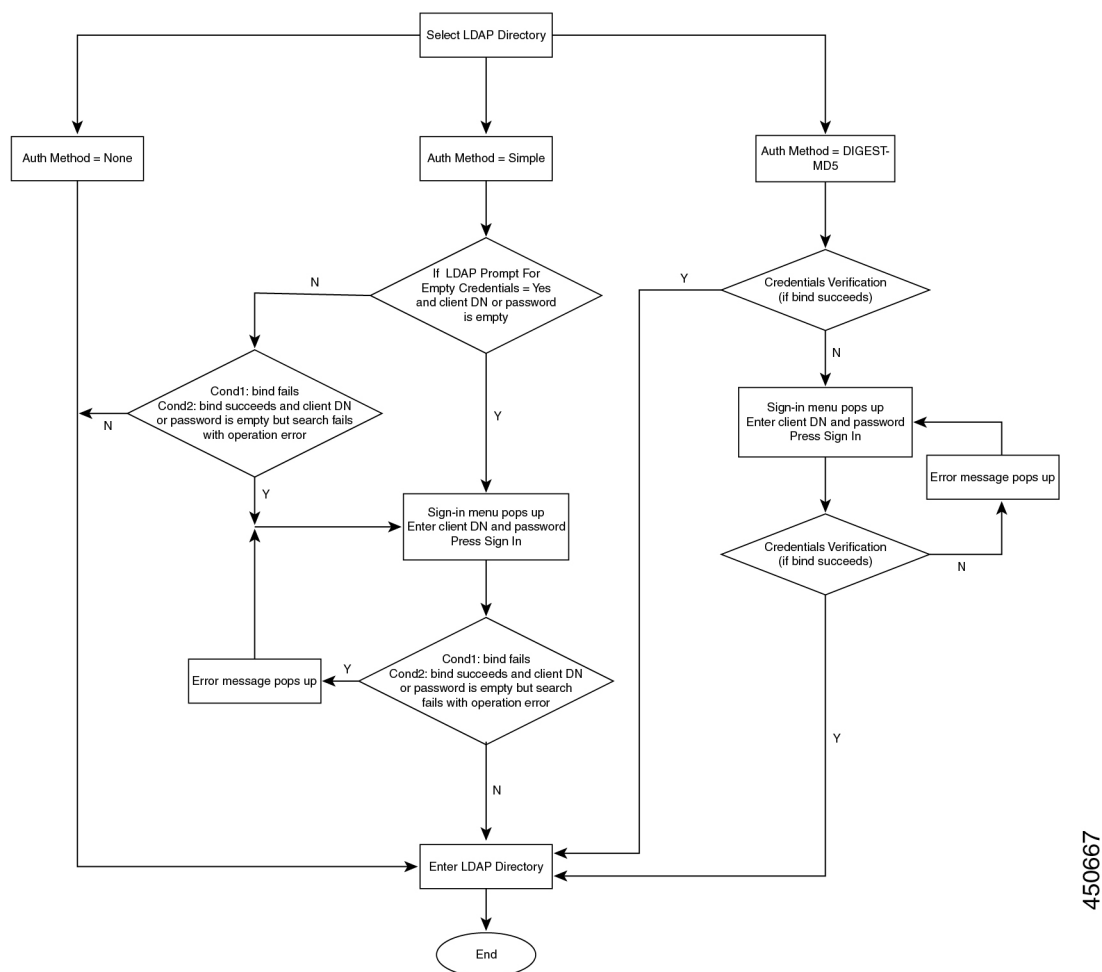 Select LDAP Directory
Auth Method = None
Auth Method = Simple
Auth Method = DIGEST-
MD5
If LDAP Prompt For
Empty Credentials = Yes
and client DN or password
is empty
N
Y
Credentials Verification
(if bind succeeds)
Y
N
Cond1: bind fails
Cond2: bind succeeds and client DN
or password is empty but search fails
with operation error
N
Y
Sign-in menu pops up
Enter client DN and password
Press Sign In
Error message pops up
Sign-in menu pops up
Enter client DN and password
Press Sign In
Credentials Verification
(if bind succeeds)
N
Y
Cond1: bind fails
Cond2: bind succeeds and client DN
or password is empty but search
fails with operation error
Y
Error message pops up
N
Enter LDAP Directory
End
450667